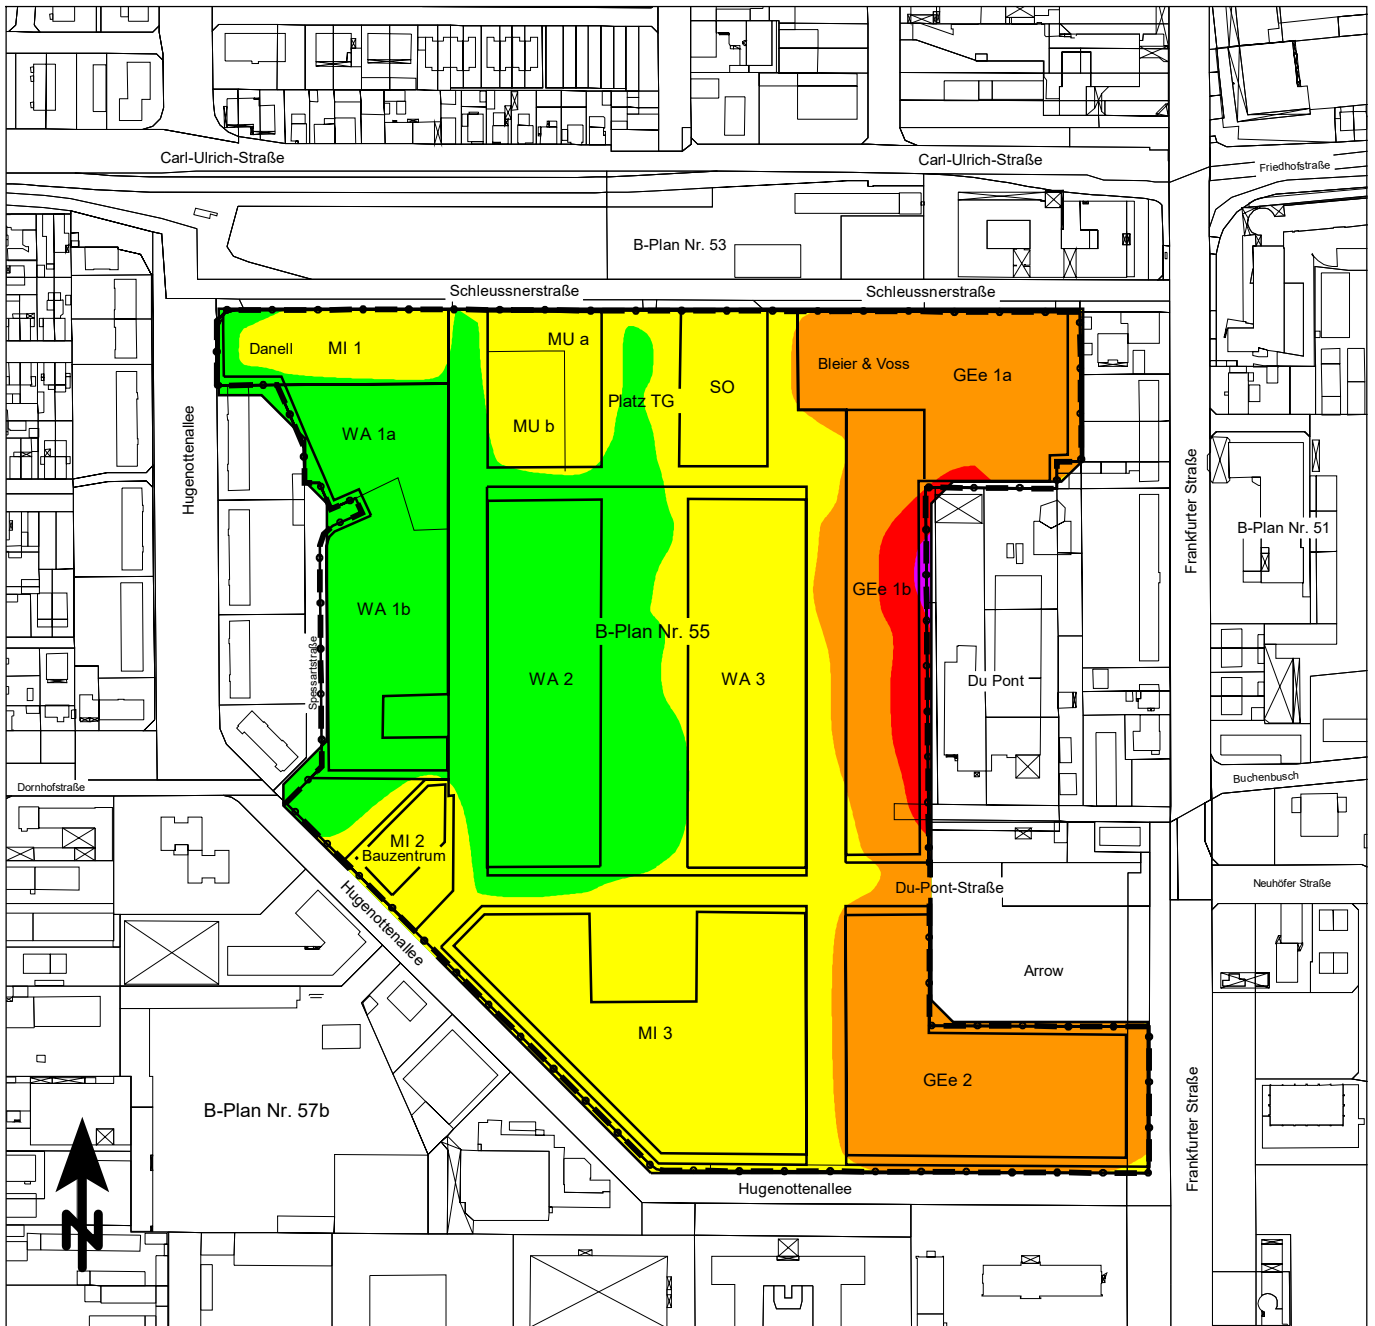 Carl-Ulrich-Straße
Carl-Ulrich-Straße
Friedhofstraße
B-Plan Nr. 53
Schleussnerstraße
Schleussnerstraße
Danell
MI 1
MU a
Bleier & Voss
GEe 1a
SO
Platz TG
MU b
WA 1a
Hugenottenallee
Frankfurter Straße
B-Plan Nr. 51
GEe 1b
WA 1b
B-Plan Nr. 55
Spessartstraße
WA 2
WA 3
Du Pont
Buchenbusch
Dornhofstraße
MI 2
Bauzentrum
Du-Pont-Straße
Neuhöfer Straße
Hugenottenallee
Arrow
MI 3
GEe 2
B-Plan Nr. 57b
Frankfurter Straße
Hugenottenallee
N